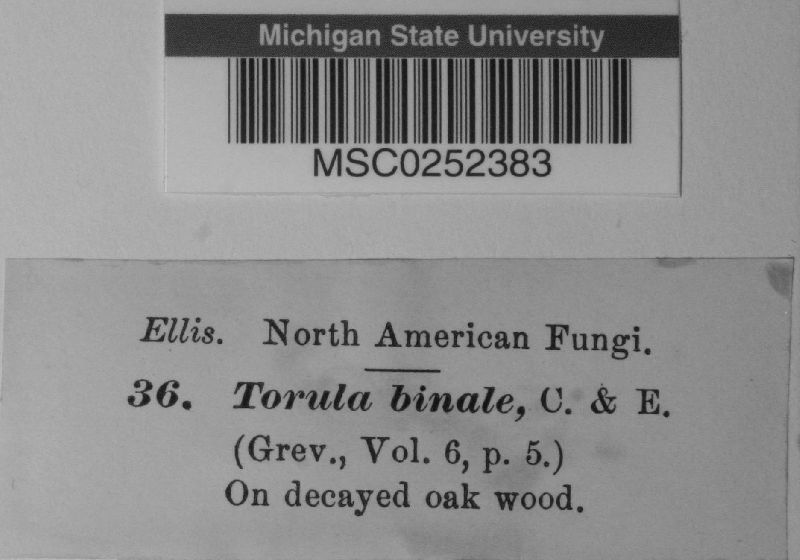 Michigan State University
MSC0252383
Ellis. North American Fungi.
36. Torula binale, C. & E.
(Grev., Vol. 6, p. 5.)
On decayed oak wood.